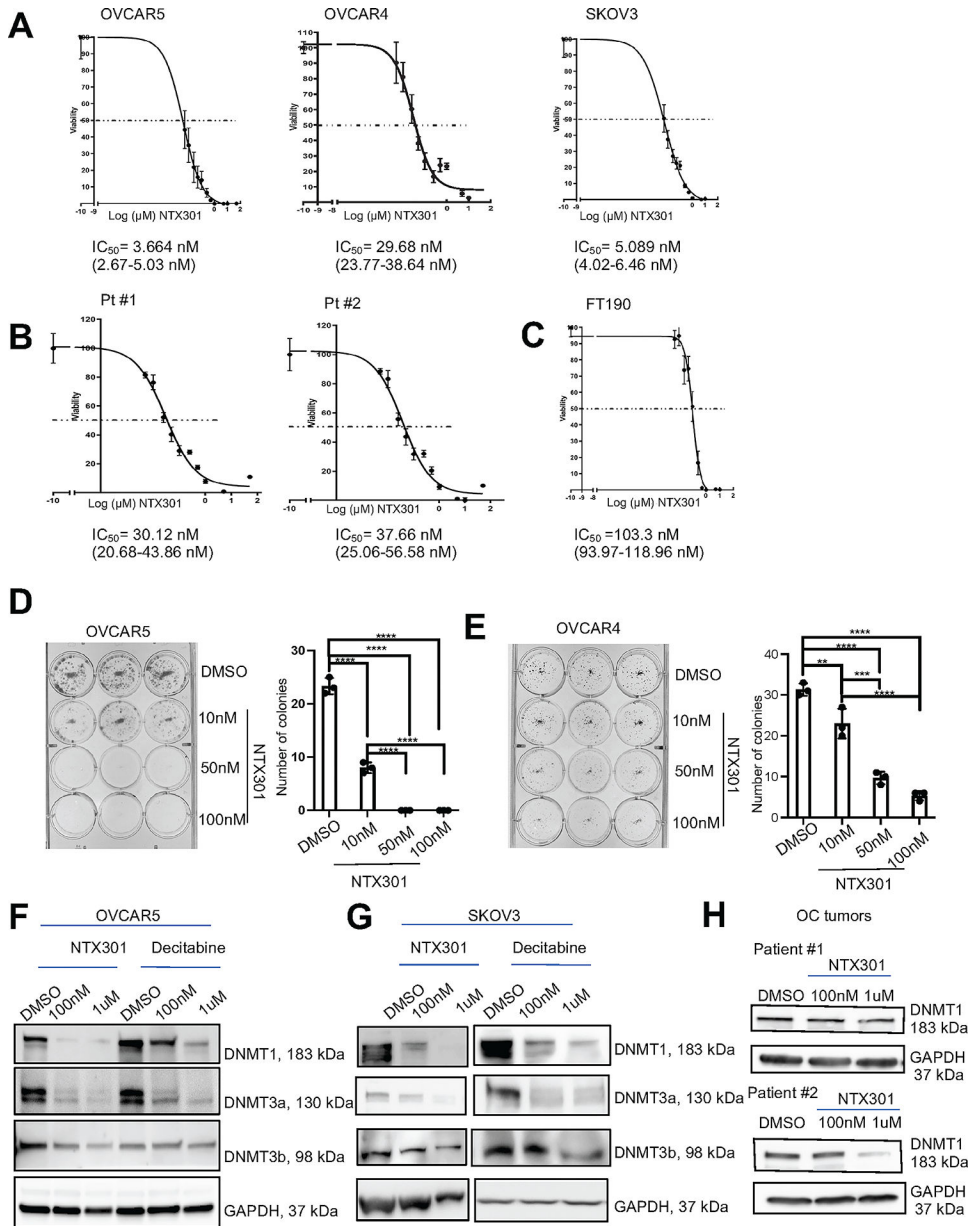 A
OVCAR5
OVCAR4
SKOV3
Viability
Viability
Viability
Log (µM) NTX301
Log (µM) NTX301
Log (µM) NTX301
IC50= 3.664 nM
(2.67-5.03 nM)
IC50= 29.68 nM
(23.77-38.64 nM)
IC50= 5.089 nM
(4.02-6.46 nM)
B
Pt #1
Pt #2
C
FT190
Viability
Viability
Viability
Log (µM) NTX301
Log (µM) NTX301
Log (µM) NTX301
IC50= 30.12 nM
(20.68-43.86 nM)
IC50= 37.66 nM
(25.06-56.58 nM)
IC50 =103.3 nM
(93.97-118.96 nM)
D
OVCAR5
DMSO
10nM
50nM
100nM
NTX301
Number of colonies
30
20
10
0
****
****
****
****
****
DMSO
10nM
50nM
100nM
NTX301
E
OVCAR4
DMSO
10nM
50nM
100nM
NTX301
Number of colonies
40
30
20
10
0
****
****
**
***
****
DMSO
10nM
50nM
100nM
NTX301
F
OVCAR5
NTX301
Decitabine
DMSO
100nM
1uM
DMSO
100nM
1uM
DNMT1, 183 kDa
DNMT3a, 130 kDa
DNMT3b, 98 kDa
GAPDH, 37 kDa
G
SKOV3
NTX301
Decitabine
DMSO
100nM
1uM
DMSO
100nM
1uM
DNMT1, 183 kDa
DNMT3a, 130 kDa
DNMT3b, 98 kDa
GAPDH, 37 kDa
H
OC tumors
Patient #1
NTX301
DMSO 100nM 1uM
DNMT1
183 kDa
GAPDH
37 kDa
Patient #2
NTX301
DMSO 100nM 1uM
DNMT1
183 kDa
GAPDH
37 kDa